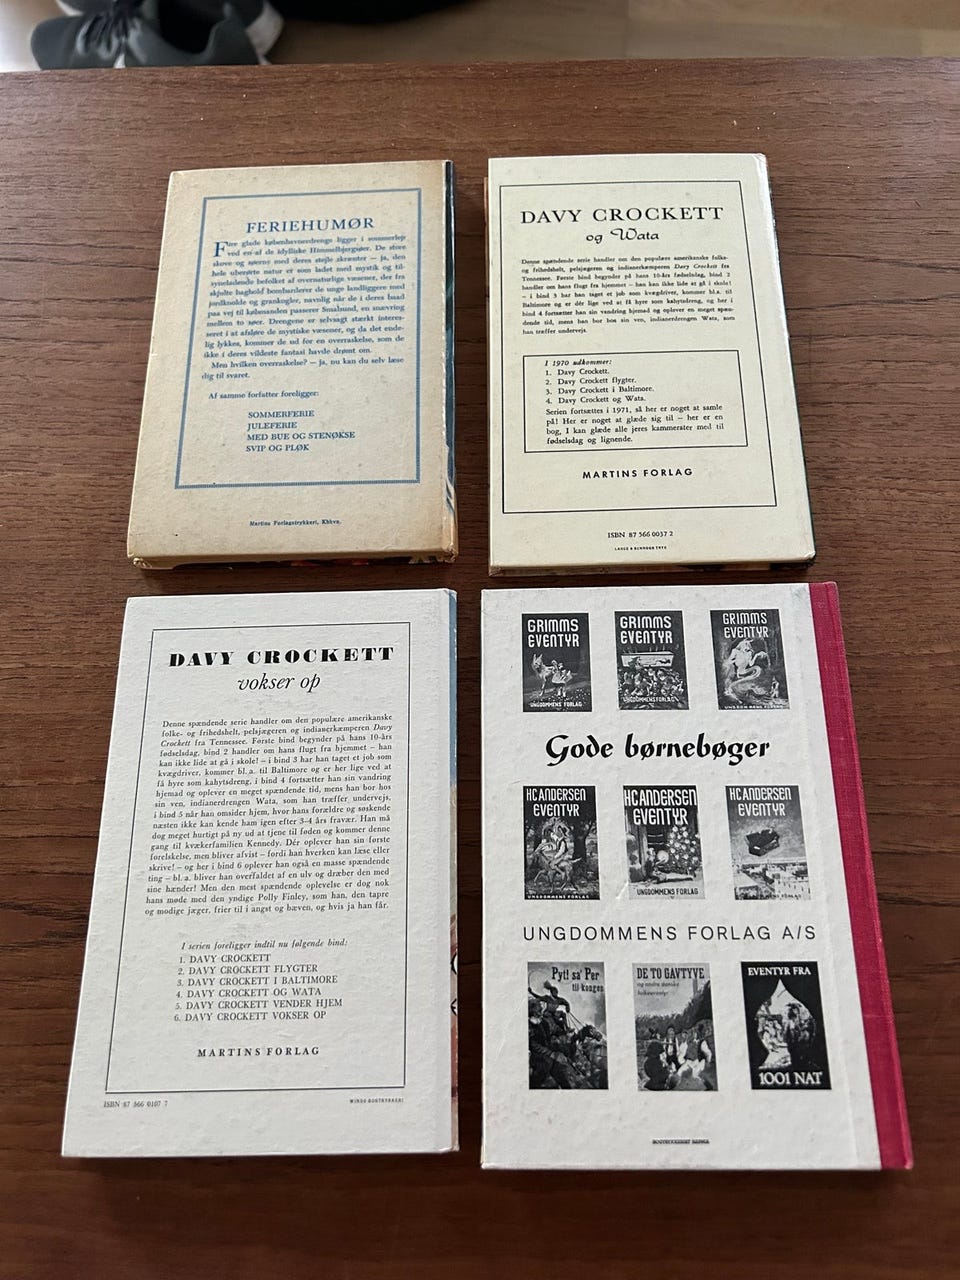 FERIEHUMØR
Fire glade københavnerdrenge ligger i sommerlejr
ved en af de idylliske Himmelbjergsøer. De store
skove og søerne med deres stejle skrænter — ja, den
hele uberørte natur er som ladet med mystik og til-
syneladende befolket af overnaturlige væsener, der fra
skjulte baghold bombarderer de unge landliggere med
jordknolde og grankogler, navnlig når de i deres baad
paa vej til købmanden passerer Smalsund, en snævring
mellem to søer. Drengene er selvsagt stærkt interes-
seret i at afsløre de mystiske væsener, og da det ende-
lig lykkes, kommer de ud for en overraskelse, som de
ikke i deres vildeste fantasi havde drømt om.
Men hvilken overraskelse? — ja, nu kan du selv læse
dig til svaret.
Af samme forfatter foreligger:
SOMMERFERIE
JULEFERIE
MED BUE OG STENØKSE
SVIP OG PLØK
Martins Forlagstrykkeri, Kbhvn.
DAVY CROCKETT
og Wata
Denne spændende serie handler om den populære amerikanske folke-
og frihedshelt, pelsjægeren og indianerkæmperen Davy Crockett fra
Tennessee. Første bind begynder på hans 10-års fødselsdag, bind 2
handler om hans flugt fra hjemmet – han kan ikke lide at gå i skole!
– i bind 3 har han taget et job som kvægdriver, kommer bl.a. til
Baltimore og er dér lige ved at få hyre som kahytsdreng, og her i
bind 4 fortsætter han sin vandring hjemad og oplever en meget spæn-
dende tid, mens han bor hos sin ven, indianerdrengen Wata, som
han træffer undervejs.
I 1970 udkommer:
1. Davy Crockett.
2. Davy Crockett flygter.
3. Davy Crockett i Baltimore.
4. Davy Crockett og Wata.
Serien fortsættes i 1971, så her er noget at samle
på! Her er noget at glæde sig til – her er en
bog, I kan glæde alle jeres kammerater med til
fødselsdag og lignende.
MARTINS FORLAG
ISBN 87 566 0037 2
DAVY CROCKETT
vokser op
Denne spændende serie handler om den populære amerikanske
folke- og frihedshelt, pelsjægeren og indianerkæmperen Davy
Crockett fra Tennessee. Første bind begynder på hans 10-års
fødselsdag, bind 2 handler om hans flugt fra hjemmet – han
kan ikke lide at gå i skole! – i bind 3 har han taget et job som
kvægdriver, kommer bl. a. til Baltimore og er her lige ved at
få hyre som kahytsdreng, i bind 4 fortsætter han sin vandring
hjemad og oplever en meget spændende tid, mens han bor hos
sin ven, indianerdrengen Wata, som han træffer undervejs,
i bind 5 når han omsider hjem, hvor hans forældre og søskende
næsten ikke kan kende ham igen efter 3–4 års fravær. Han må
dog meget hurtigt på ny ud at tjene til føden og kommer denne
gang til kvækerfamilien Kennedy. Dér oplever han sin første
forelskelse, men bliver afvist – fordi han hverken kan læse eller
skrive! – og her i bind 6 oplever han også en masse spændende
ting – bl. a. bliver han overfaldet af en ulv og dræber den med
sine hænder! Men den mest spændende oplevelse er dog nok
hans møde med den yndige Polly Finley, som han, den tapre
og modige jæger, frier til i angst og bæven, og hvis ja han får.
I serien foreligger indtil nu følgende bind:
1. DAVY CROCKETT
2. DAVY CROCKETT FLYGTER
3. DAVY CROCKETT I BALTIMORE
4. DAVY CROCKETT OG WATA
5. DAVY CROCKETT VENDER HJEM
6. DAVY CROCKETT VOKSER OP
MARTINS FORLAG
ISBN 87 566 0107 7
GRIMMS EVENTYR
UNGDOMMENS FORLAG
GRIMMS EVENTYR
UNGDOMMENS FORLAG
GRIMMS EVENTYR
UNGDOMMENS FORLAG
Gode børnebøger
HC ANDERSEN EVENTYR
UNGDOMMENS FORLAG
HC ANDERSEN EVENTYR
UNGDOMMENS FORLAG
HC ANDERSEN EVENTYR
UNGDOMMENS FORLAG
UNGDOMMENS FORLAG A/S
Pyt! sa' Per
til kongen
DE TO GAVTYVE
og andre danske
folkeeventyr
EVENTYR FRA
1001 NAT